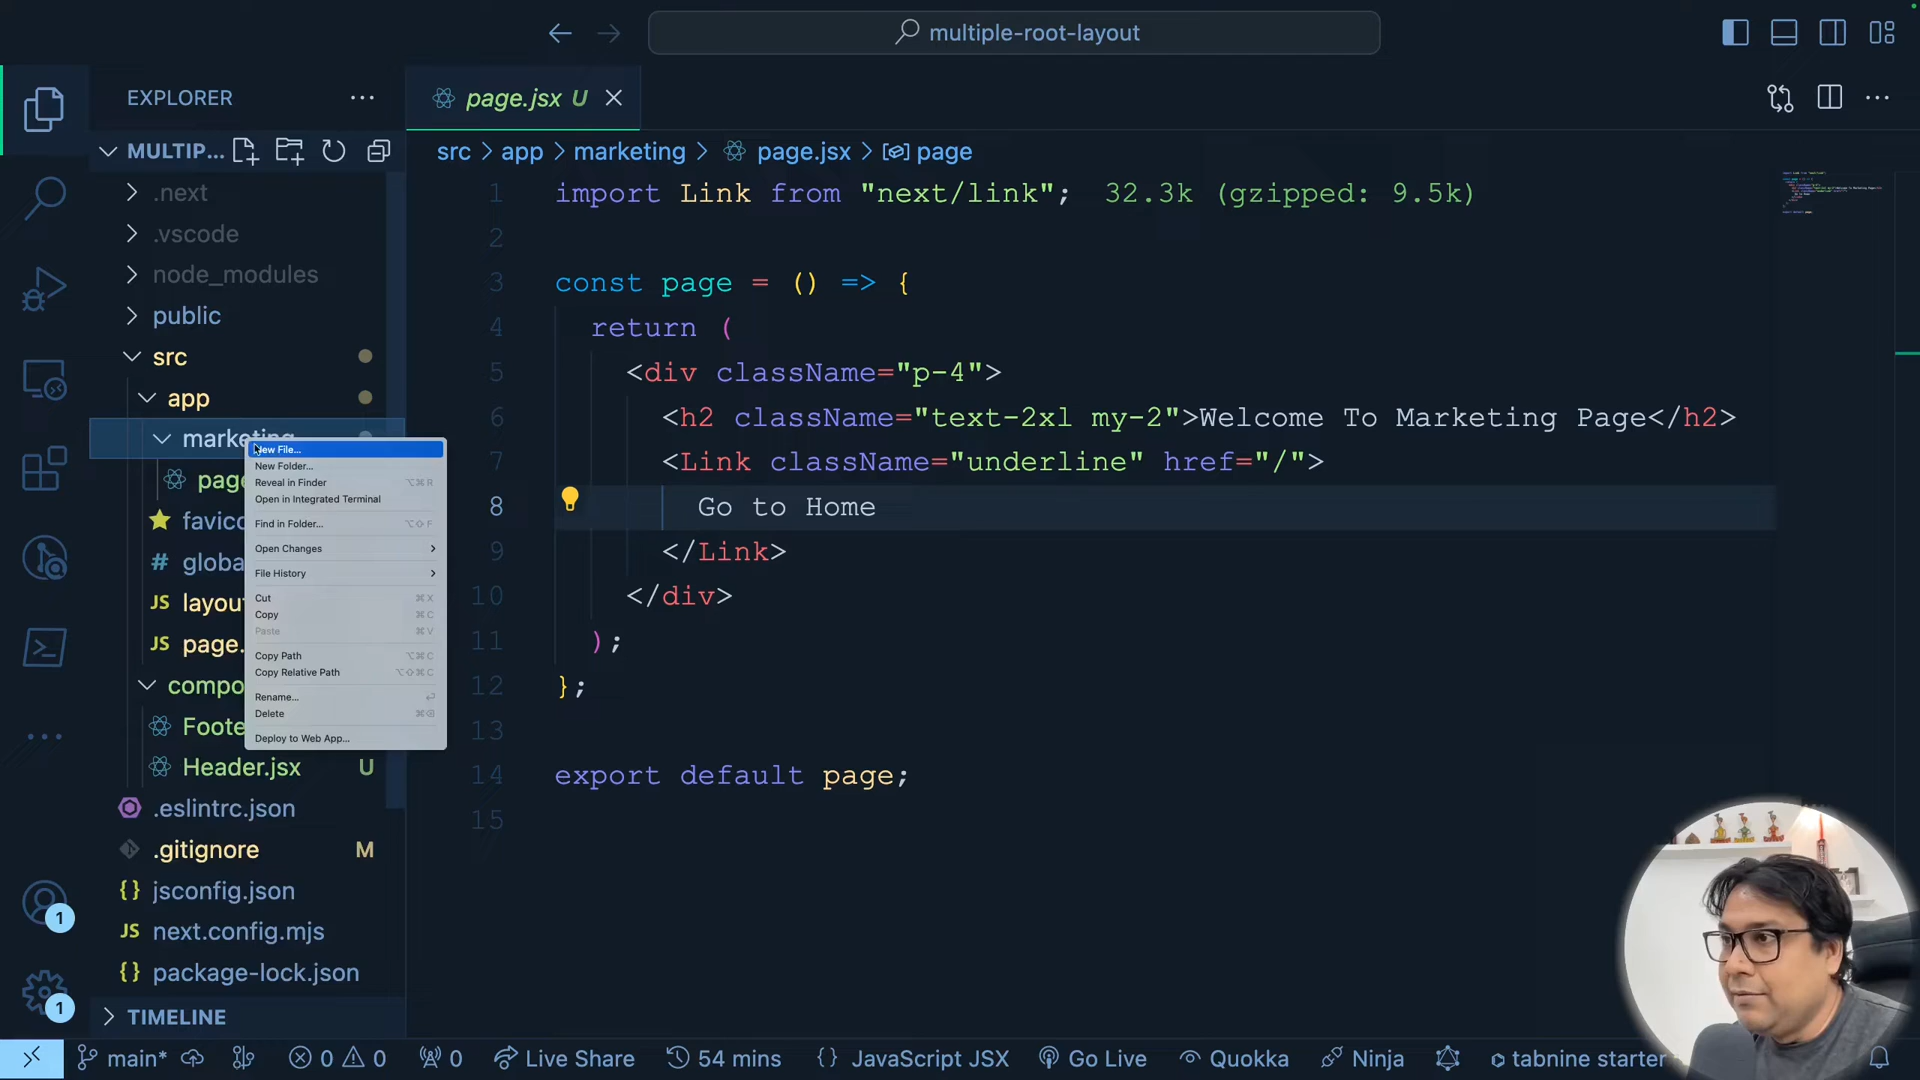 multiple-root-layout
EXPLORER
page.jsx U
MULTIP...
src > app > marketing > page.jsx > page
.next
.vscode
node_modules
public
src
app
marketing
page
favic
globa
layou
page.
compo
Foote
Header.jsx U
.eslintrc.json
.gitignore M
jsconfig.json
next.config.mjs
package-lock.json
TIMELINE
New File...
New Folder...
Reveal in Finder ⌥⌘R
Open in Integrated Terminal
Find in Folder... ⌥⇧F
Open Changes
File History
Cut ⌘X
Copy ⌘C
Paste ⌘V
Copy Path ⌥⌘C
Copy Relative Path ⌥⇧⌘C
Rename...
Delete
Deploy to Web App...
1 import Link from "next/link"; 32.3k (gzipped: 9.5k)
2
3 const page = () => {
4 return (
5 <div className="p-4">
6 <h2 className="text-2xl my-2">Welcome To Marketing Page</h2>
7 <Link className="underline" href="/">
8 Go to Home
9 </Link>
10 </div>
11 );
12 };
13
14 export default page;
15
1
1
main* 0 0 0 Live Share 54 mins {} JavaScript JSX Go Live Quokka Ninja tabnine starter